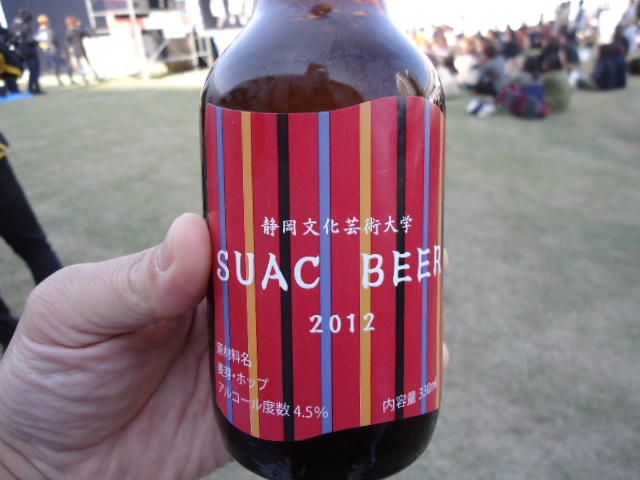 静岡文化芸術大学
SUAC BEER
2012
原材料名
麦芽・ホップ
アルコール度数 4.5%
内容量 330ml